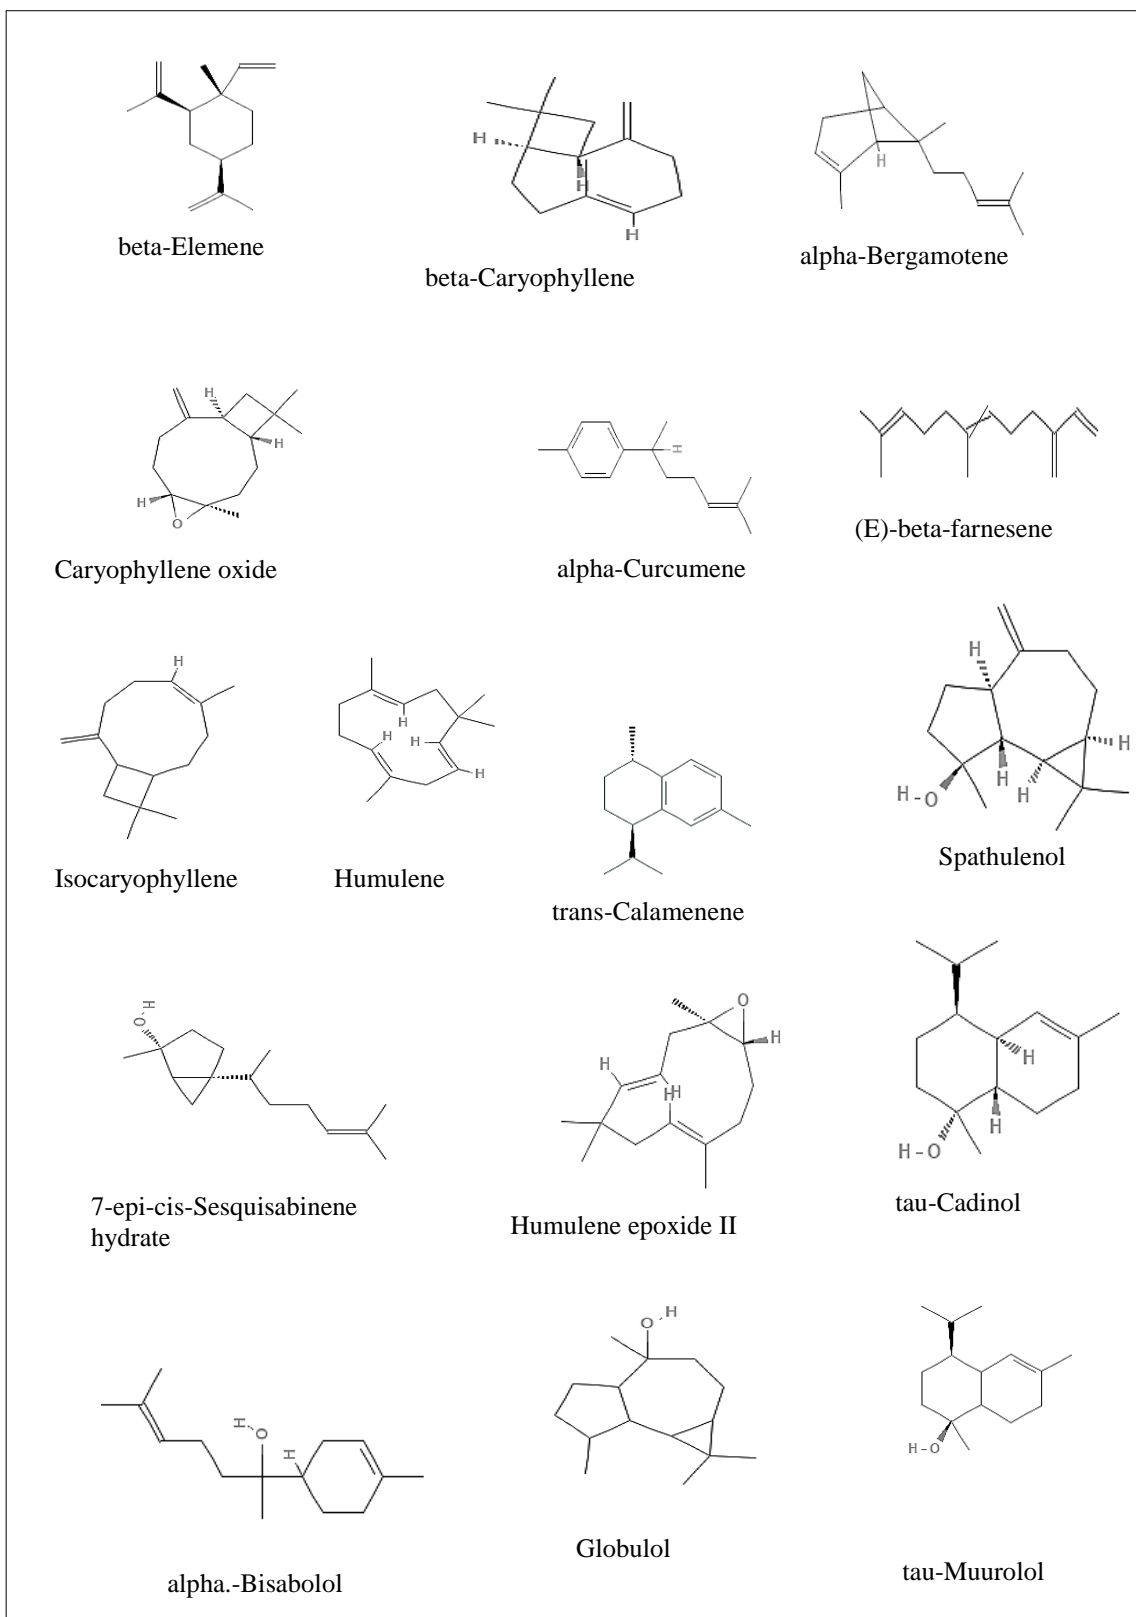 beta-Elemene
H
H
H
beta-Caryophyllene
H
alpha-Bergamotene
H
H
H
O
Caryophyllene oxide
H
alpha-Curcumene
(E)-beta-farnesene
H
Isocaryophyllene
H
H
H
H
Humulene
trans-Calamenene
H
H
H
H
H-O
Spathulenol
H
O
7-epi-cis-Sesquisabinene
hydrate
O
H
H
H
H
Humulene epoxide II
H
H
H-O
tau-Cadinol
H
O
H
alpha.-Bisabolol
O
H
Globulol
H-O
tau-Muurolol